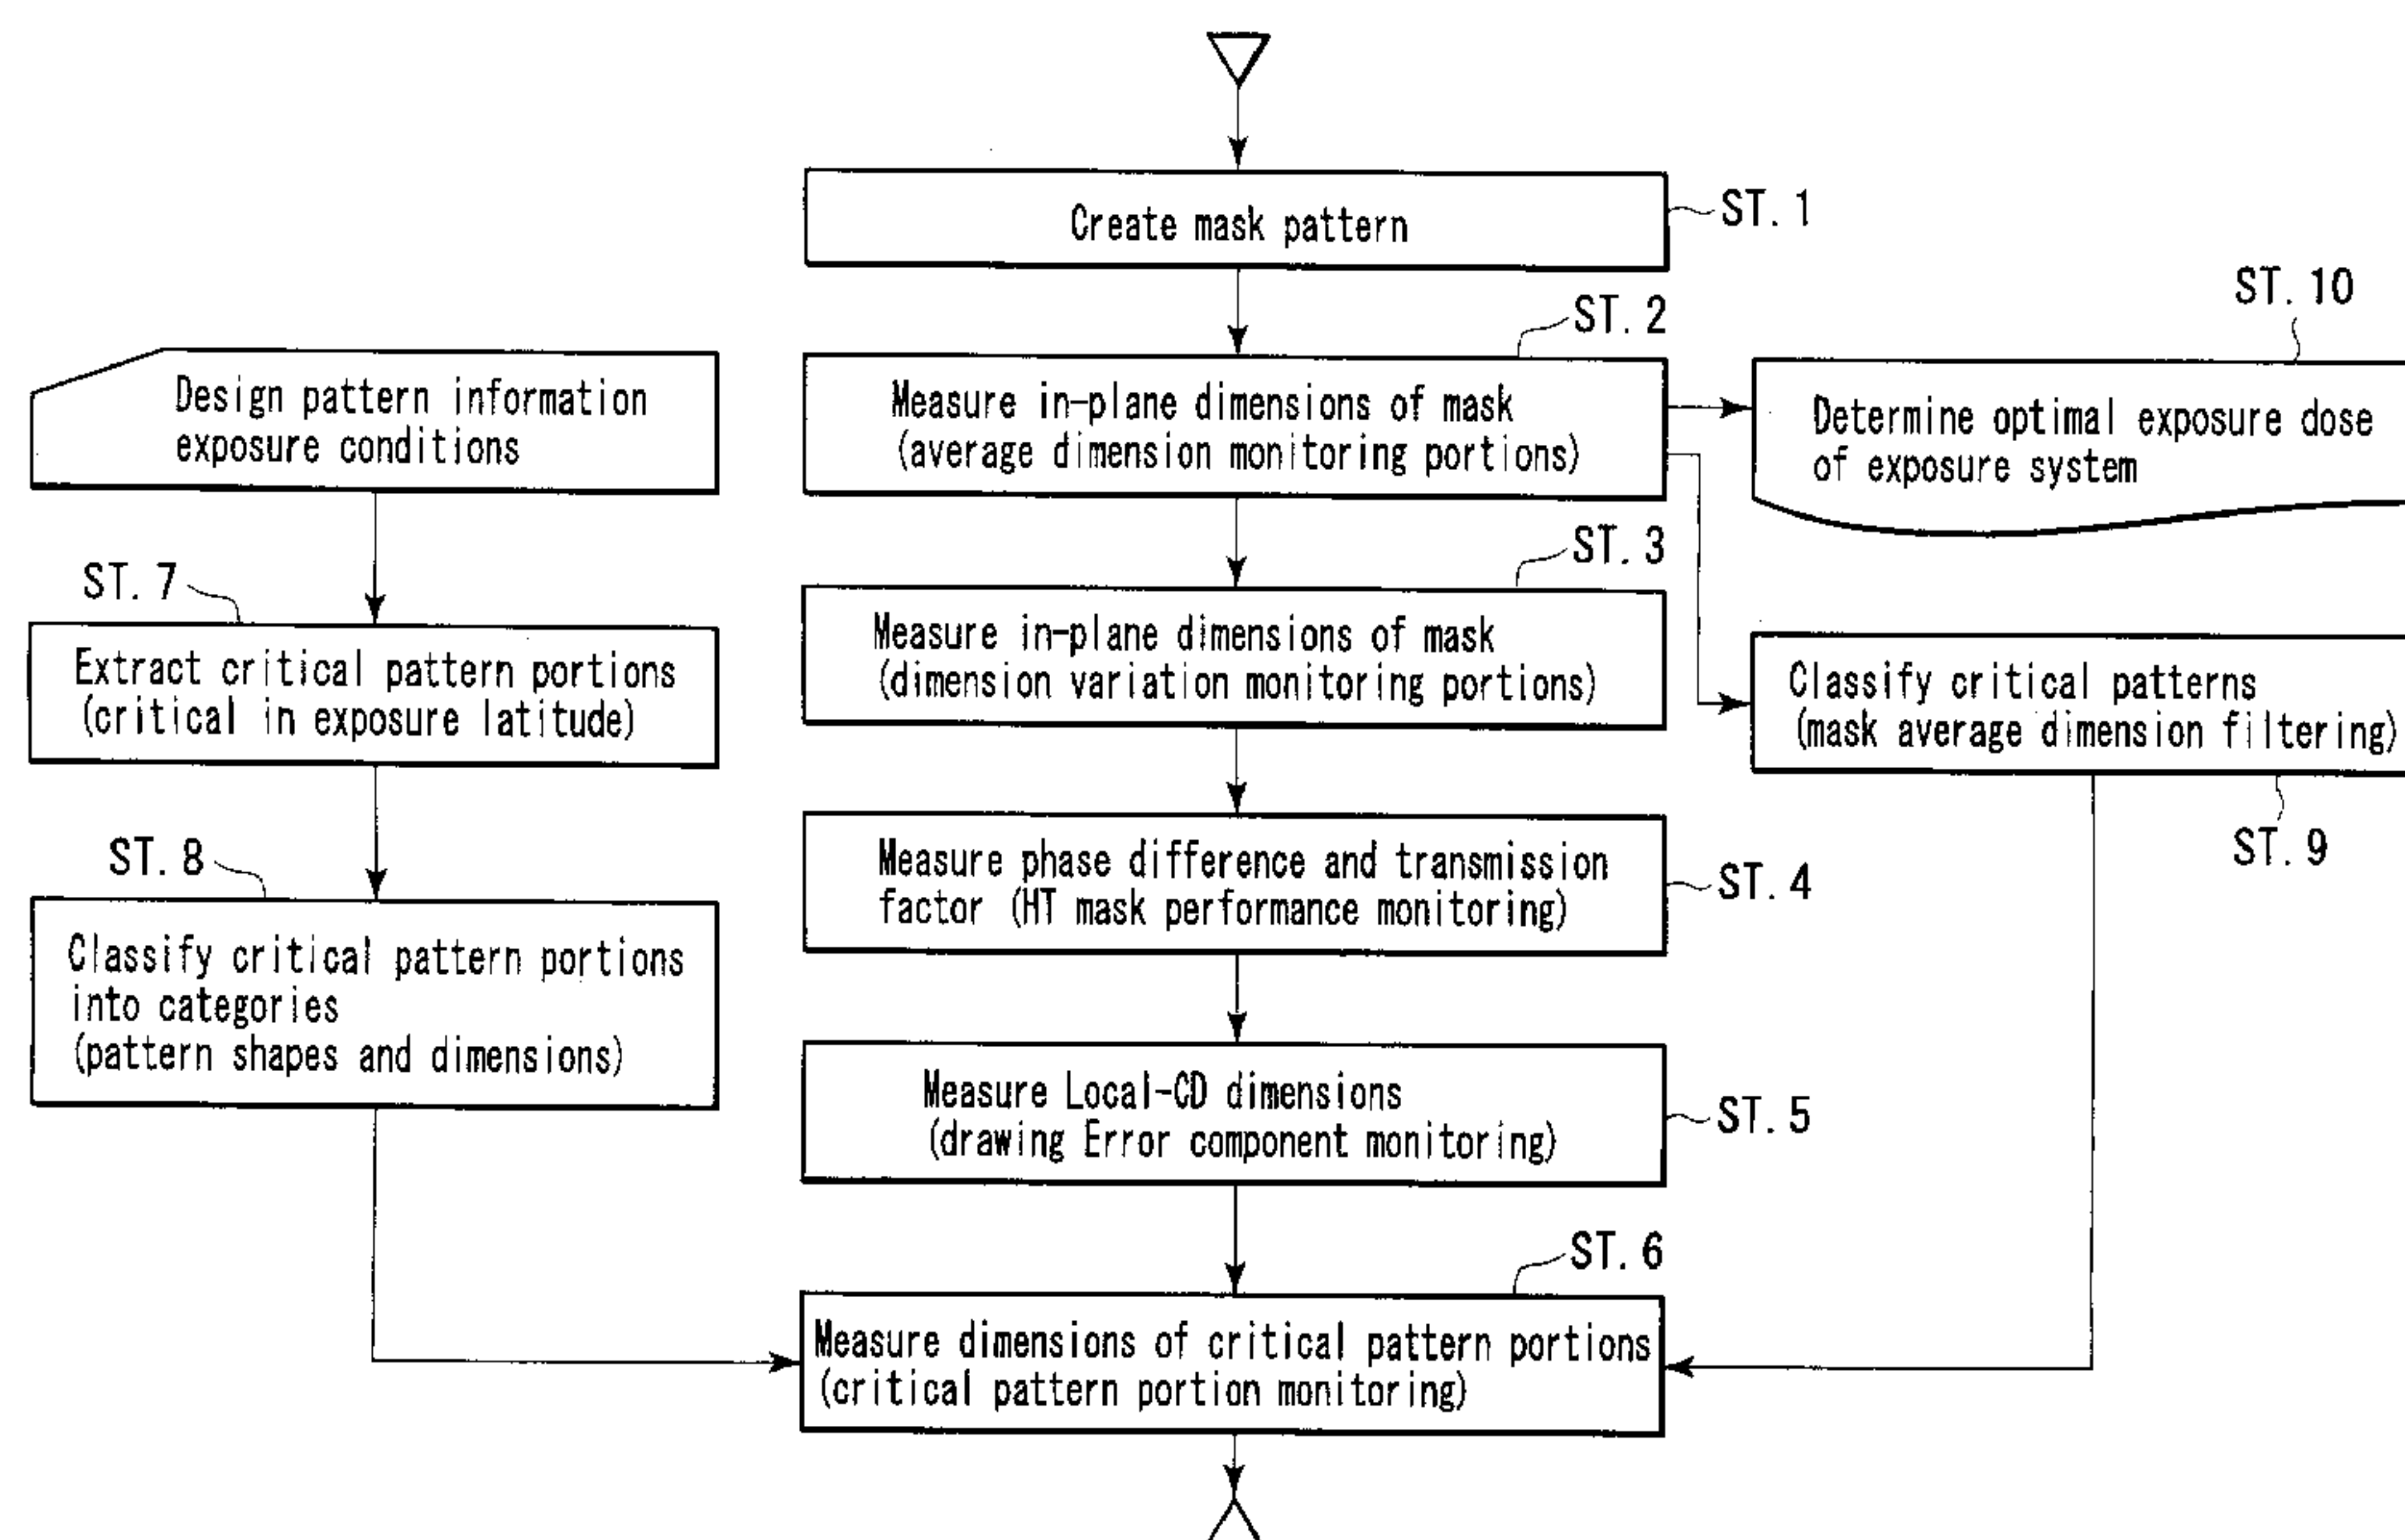 Create mask pattern
ST. 1
ST. 2
ST. 10
Design pattern information
exposure conditions
Measure in-plane dimensions of mask
(average dimension monitoring portions)
Determine optimal exposure dose
of exposure system
ST. 3
ST. 7
Extract critical pattern portions
(critical in exposure latitude)
Measure in-plane dimensions of mask
(dimension variation monitoring portions)
Classify critical patterns
(mask average dimension filtering)
ST. 9
ST. 8
Classify critical pattern portions
into categories
(pattern shapes and dimensions)
Measure phase difference and transmission
factor (HT mask performance monitoring)
ST. 4
Measure Local-CD dimensions
(drawing Error component monitoring)
ST. 5
ST. 6
Measure dimensions of critical pattern portions
(critical pattern portion monitoring)